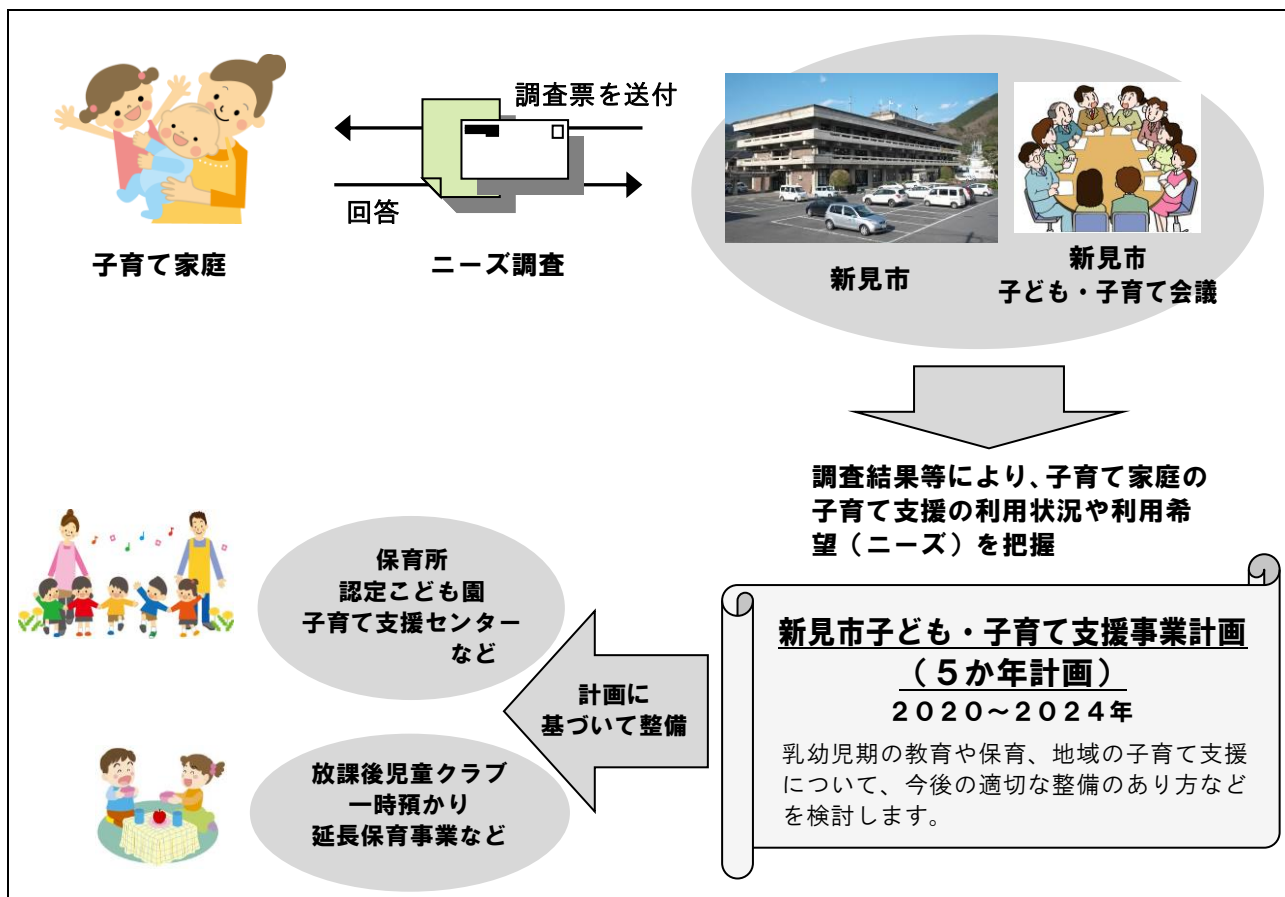 調査票を送付
回答
子育て家庭
ニーズ調査
新見市
新見市
子ども・子育て会議
調査結果等により、子育て家庭の
子育て支援の利用状況や利用希
望（ニーズ）を把握
新見市子ども・子育て支援事業計画
（５か年計画）
２０２０～２０２４年
乳幼児期の教育や保育、地域の子育て支援
について、今後の適切な整備のあり方など
を検討します。
計画に
基づいて整備
保育所
認定こども園
子育て支援センター
など
放課後児童クラブ
一時預かり
延長保育事業など